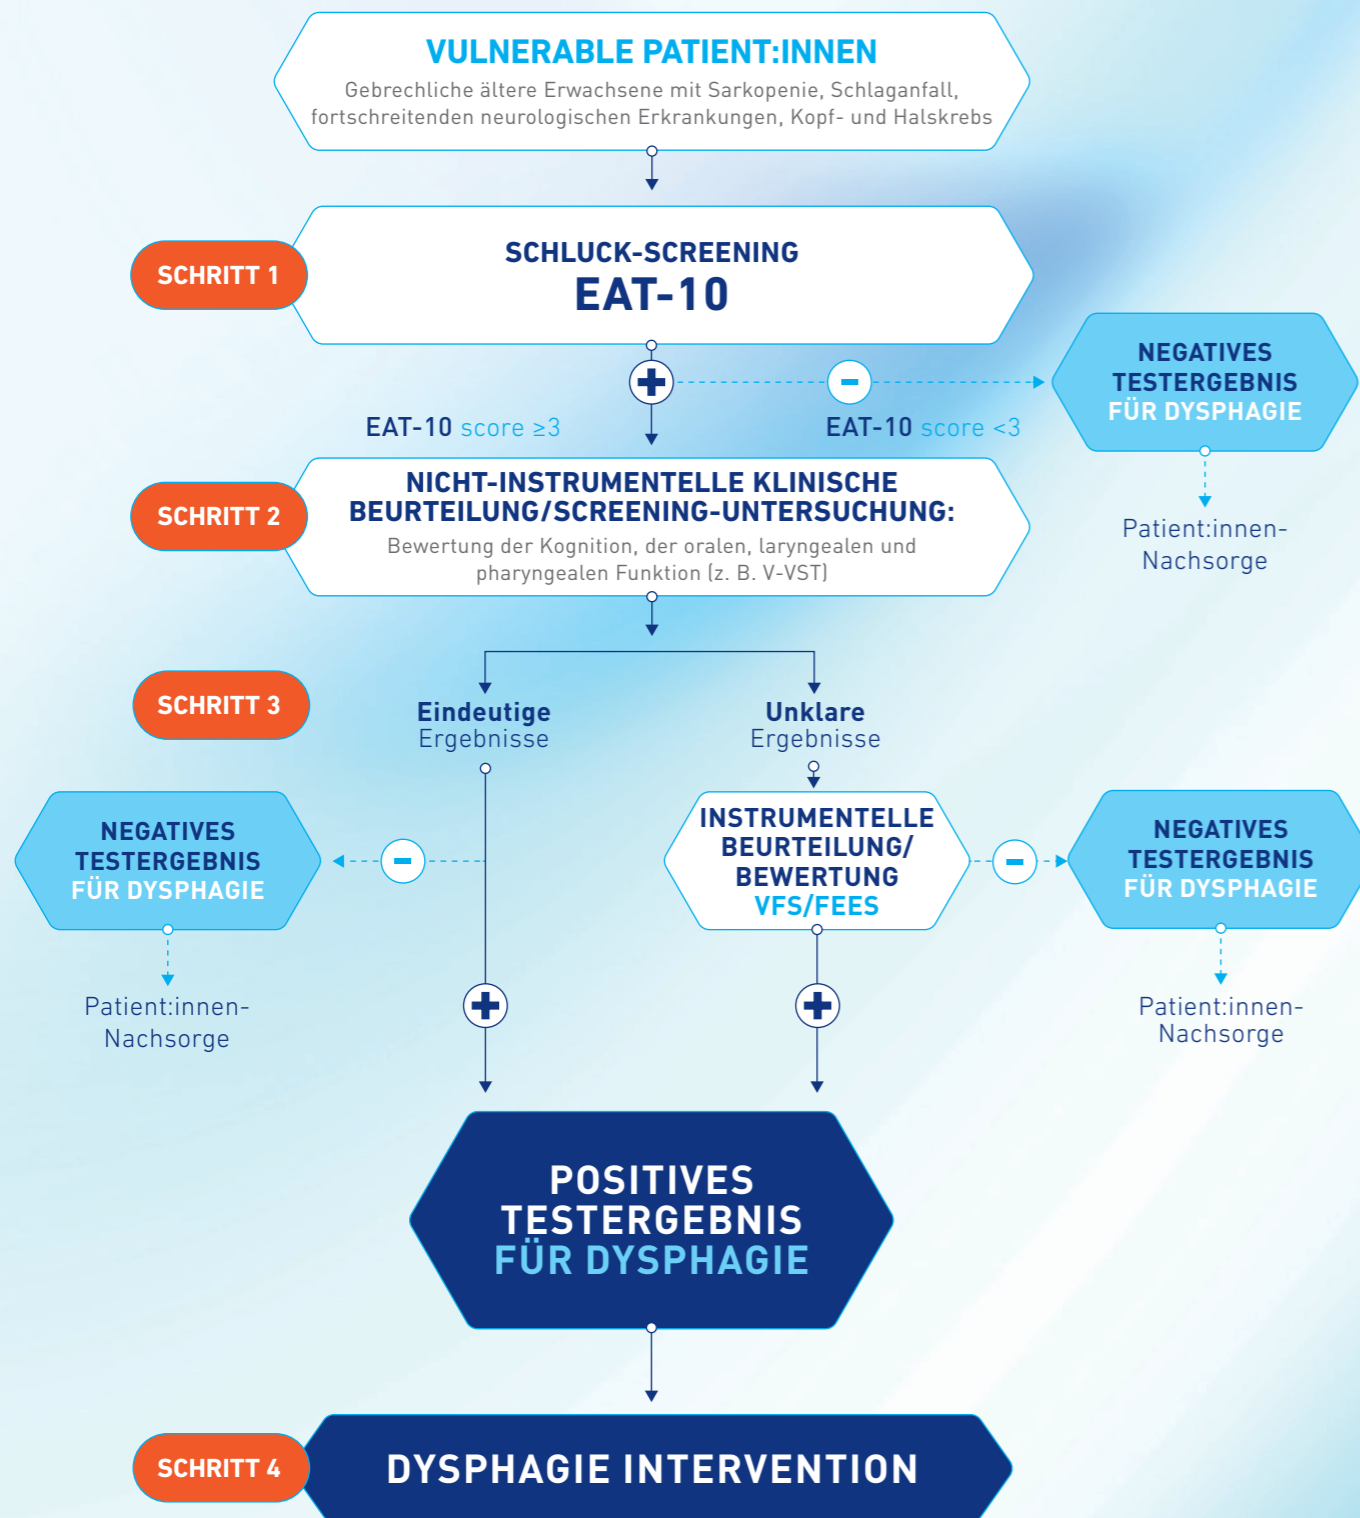 VULNERABLE PATIENT:INNEN
Gebrechliche ältere Erwachsene mit Sarkopenie, Schlaganfall,
fortschreitenden neurologischen Erkrankungen, Kopf- und Halskrebs
SCHRITT 1
SCHLUCK-SCREENING
EAT-10
NEGATIVES
TESTERGEBNIS
FÜR DYSPHAGIE
EAT-10 score ≥3
EAT-10 score <3
Patient:innen-
Nachsorge
SCHRITT 2
NICHT-INSTRUMENTELLE KLINISCHE
BEURTEILUNG/SCREENING-UNTERSUCHUNG:
Bewertung der Kognition, der oralen, laryngealen und
pharyngealen Funktion (z. B. V-VST)
SCHRITT 3
Eindeutige
Ergebnisse
Unklare
Ergebnisse
NEGATIVES
TESTERGEBNIS
FÜR DYSPHAGIE
Patient:innen-
Nachsorge
INSTRUMENTELLE
BEURTEILUNG/
BEWERTUNG
VFS/FEES
NEGATIVES
TESTERGEBNIS
FÜR DYSPHAGIE
Patient:innen-
Nachsorge
POSITIVES
TESTERGEBNIS
FÜR DYSPHAGIE
SCHRITT 4
DYSPHAGIE INTERVENTION